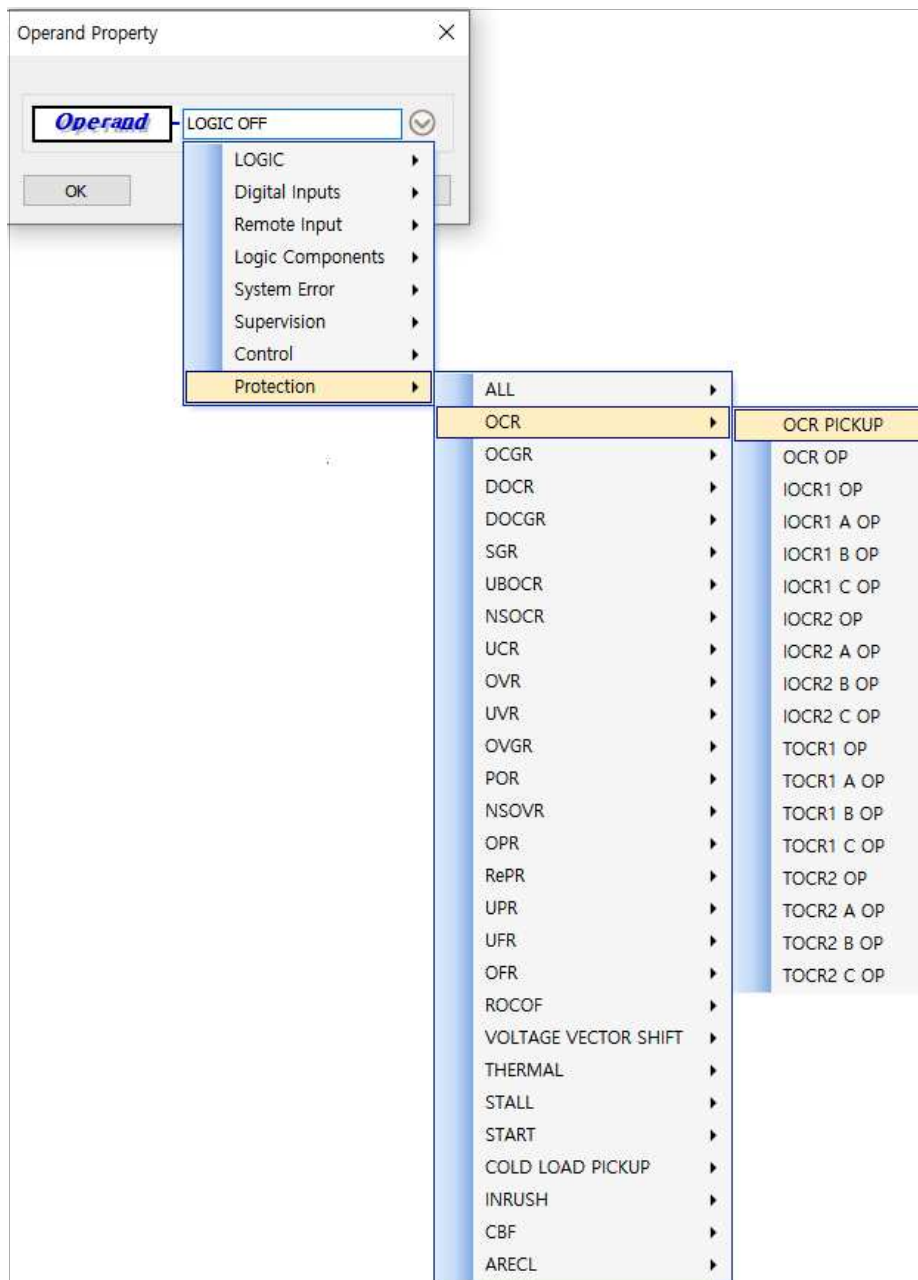 Operand Property
Operand
LOGIC OFF
OK
LOGIC
Digital Inputs
Remote Input
Logic Components
System Error
Supervision
Control
Protection
ALL
OCR
OCGR
DOCR
DOCGR
SGR
UBOCR
NSOCR
UCR
OVR
UVR
OVGR
POR
NSOVR
OPR
RePR
UPR
UFR
OFR
ROCOF
VOLTAGE VECTOR SHIFT
THERMAL
STALL
START
COLD LOAD PICKUP
INRUSH
CBF
ARECL
OCR PICKUP
OCR OP
IOCR1 OP
IOCR1 A OP
IOCR1 B OP
IOCR1 C OP
IOCR2 OP
IOCR2 A OP
IOCR2 B OP
IOCR2 C OP
TOCR1 OP
TOCR1 A OP
TOCR1 B OP
TOCR1 C OP
TOCR2 OP
TOCR2 A OP
TOCR2 B OP
TOCR2 C OP